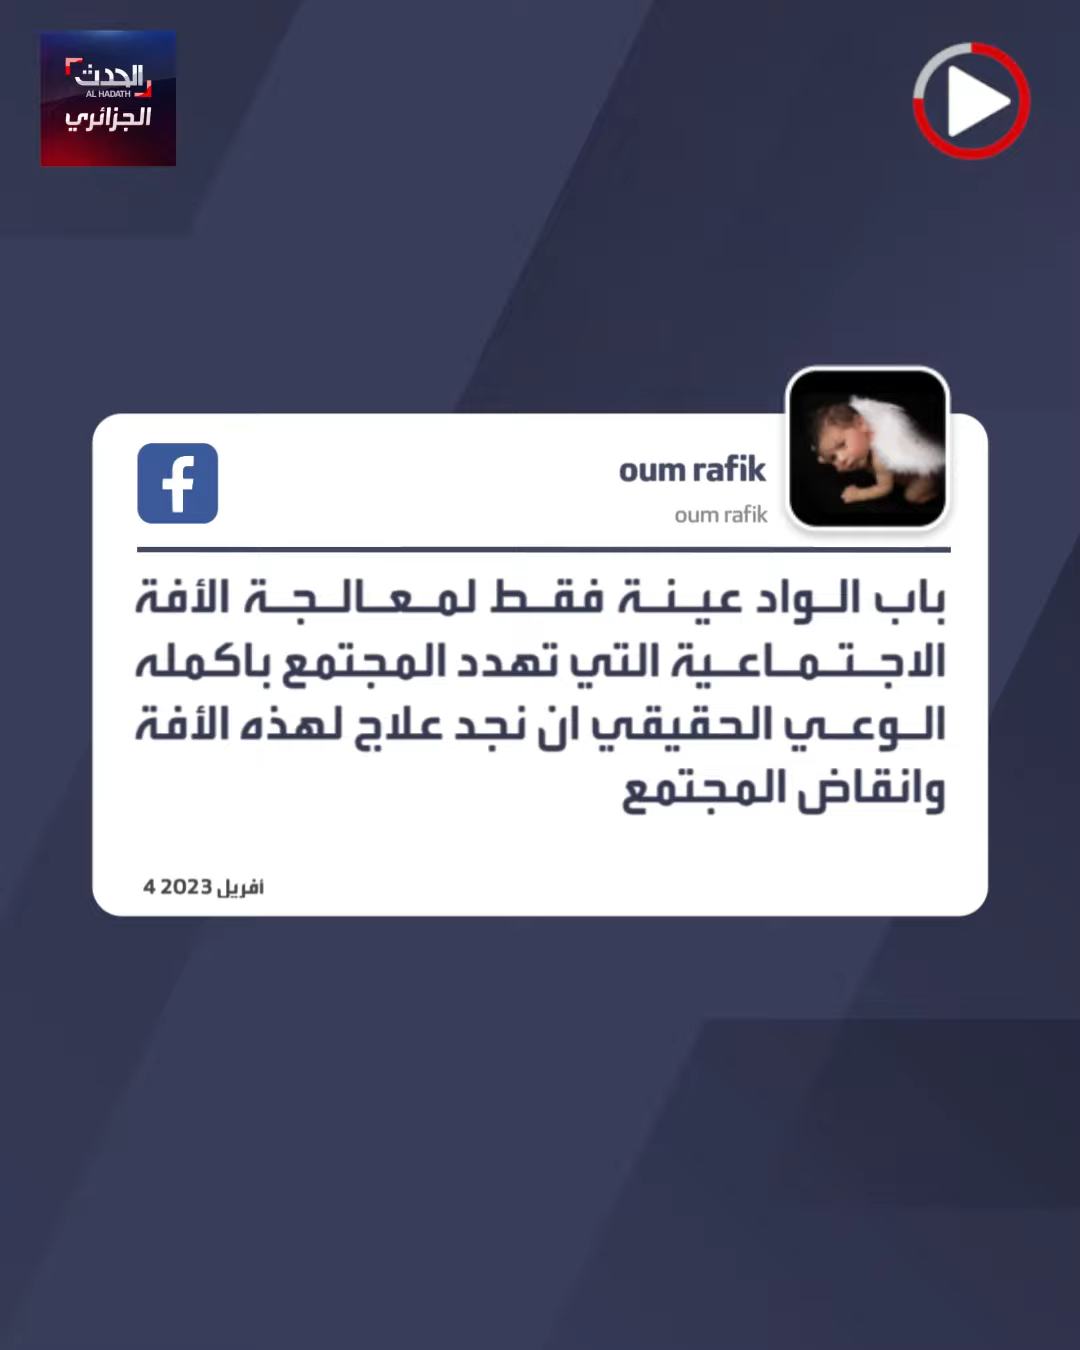 الحدث
AL HADATH
الجزائري
oum rafik
oum rafik
باب الواد عينة فقط لمعالجة الأفة
الاجتماعية التي تهدد المجتمع باكمله
الوعي الحقيقي ان نجد علاج لهذه الأفة
وانقاض المجتمع
4 أفريل 2023